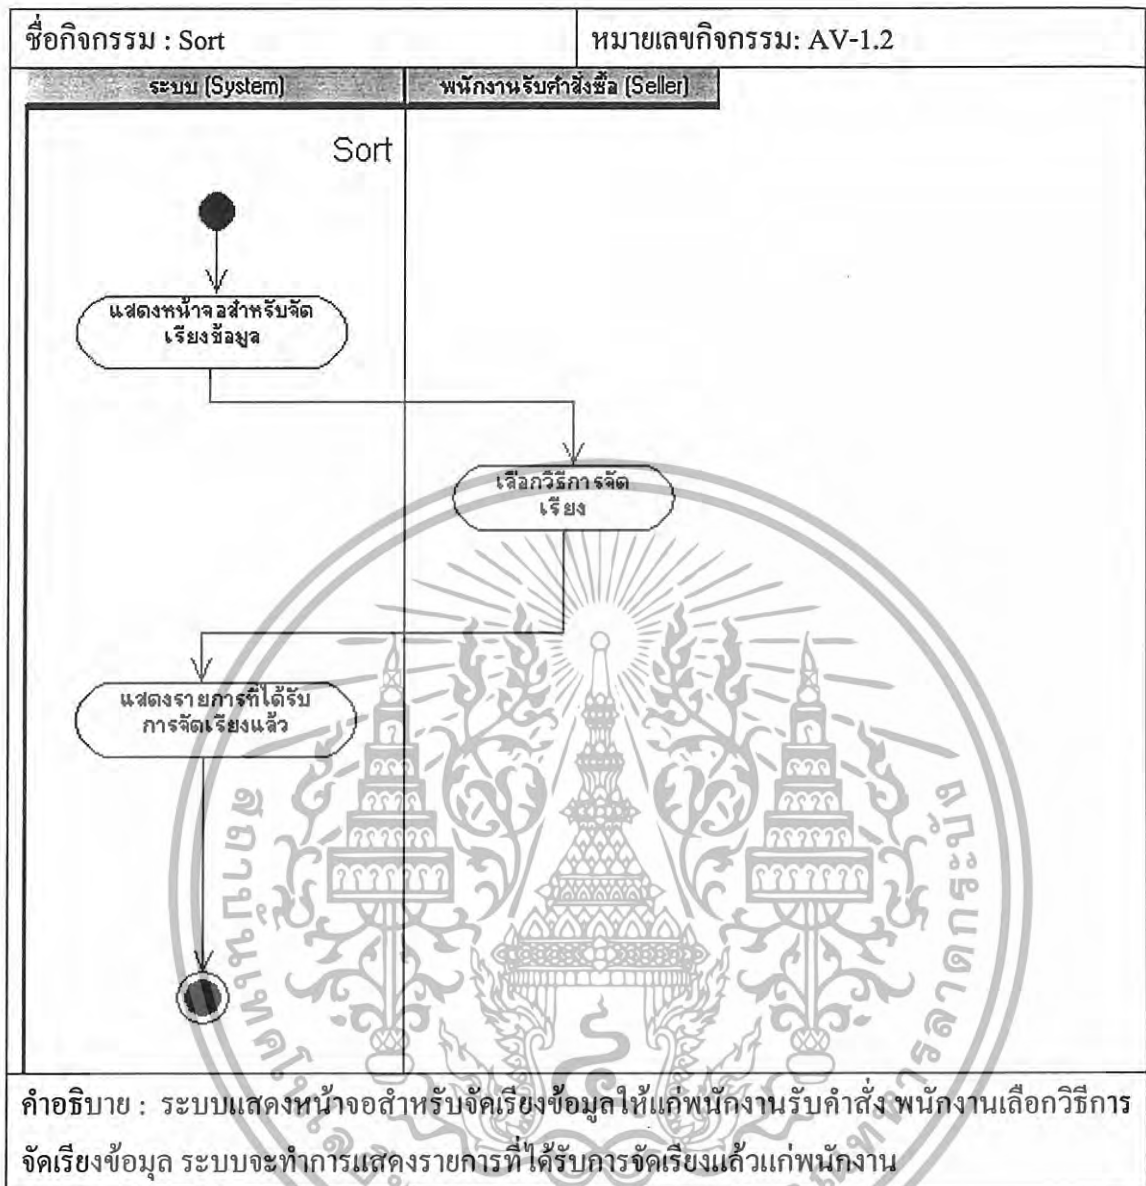 ชื่อกิจกรรม : Sort
หมายเลขกิจกรรม: AV-1.2
ระบบ (System)
พนักงานรับคำสั่งซื้อ (Seller)
Sort
แสดงหน้าจอสำหรับจัด
เรียงข้อมูล
เลือกวิธีการจัด
เรียง
แสดงรายการที่ได้รับ
การจัดเรียงแล้ว
คำอธิบาย : ระบบแสดงหน้าจอสำหรับจัดเรียงข้อมูลให้แก่พนักงานรับคำสั่ง พนักงานเลือกวิธีการ
จัดเรียงข้อมูล ระบบจะทำการแสดงรายการที่ได้รับการจัดเรียงแล้วแก่พนักงาน